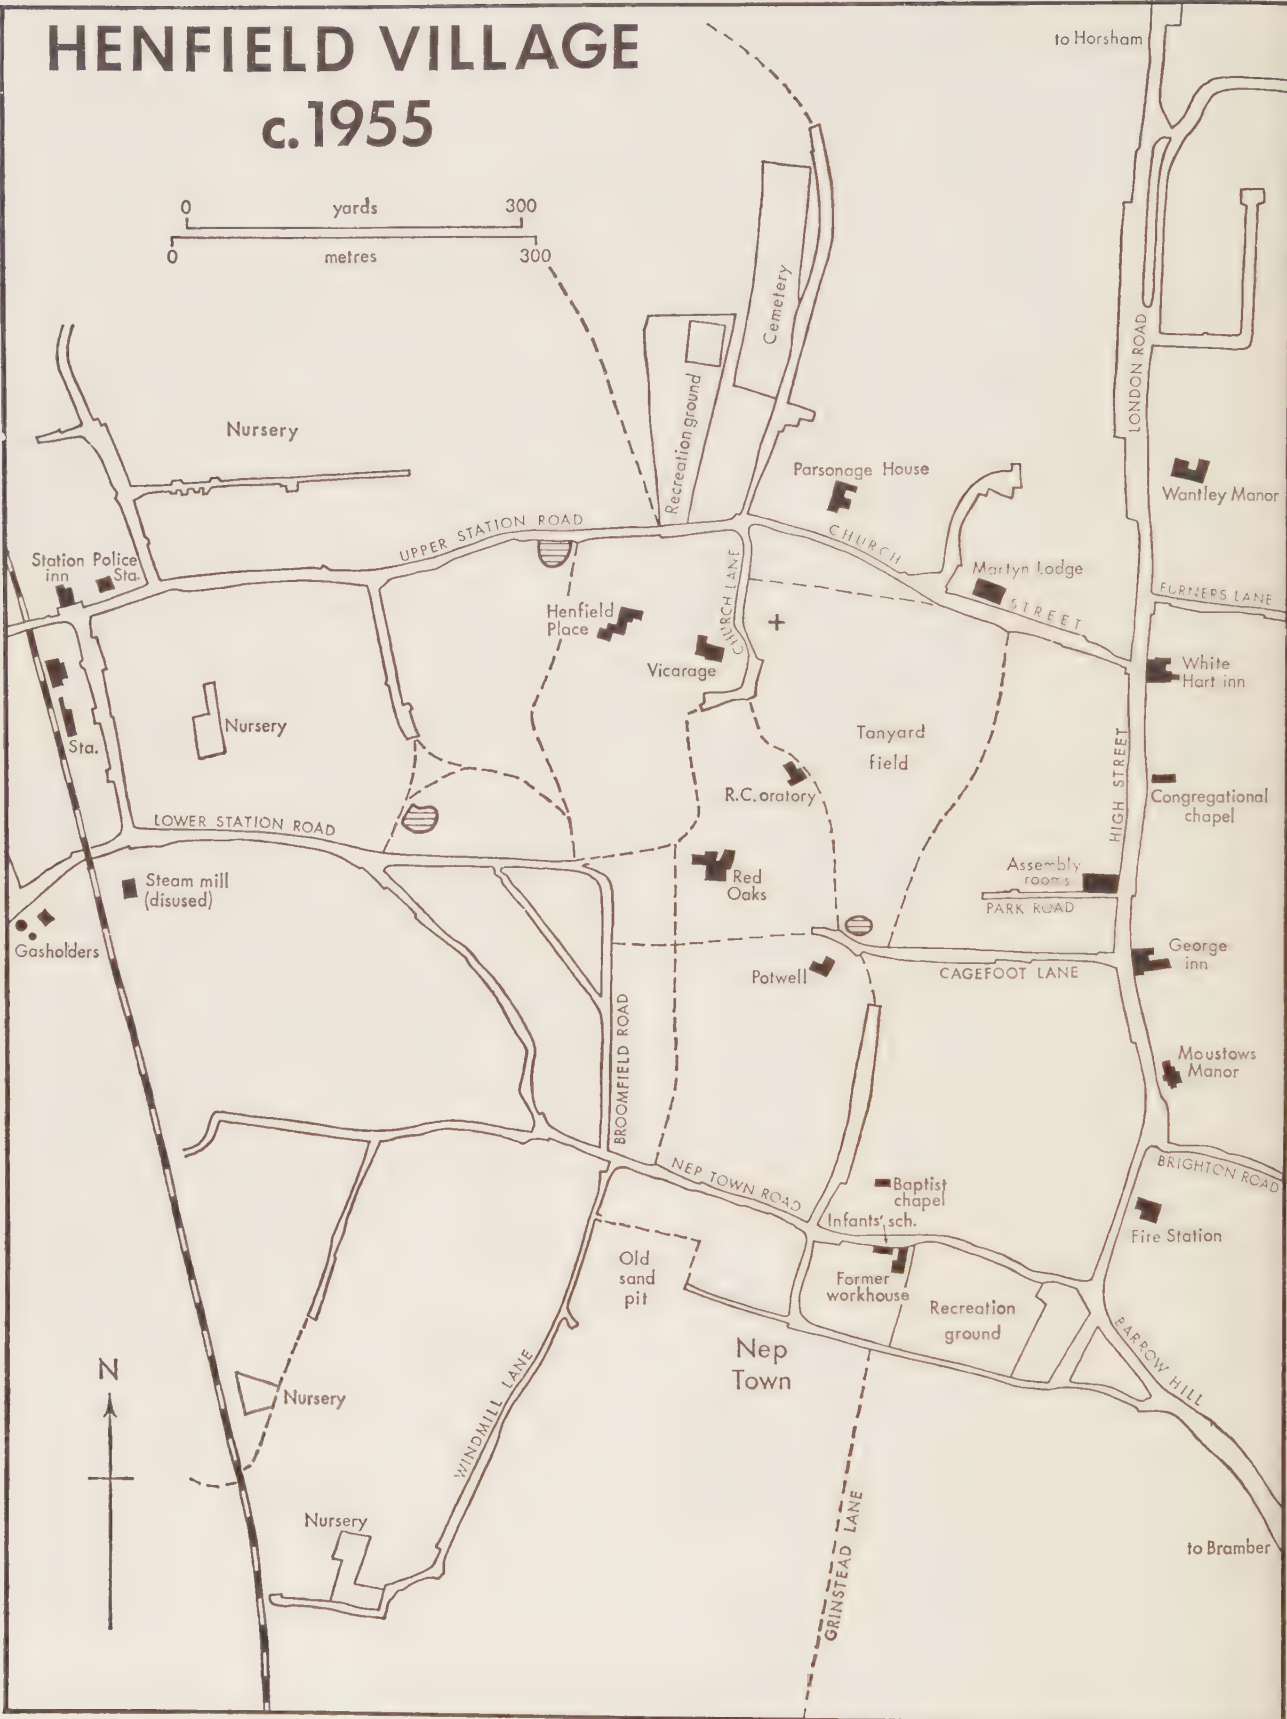 HENFIELD VILLAGE
c.1955
to Horsham
0 yards 300
0 metres 300
Cemetery
Recreation ground
LONDON ROAD
Nursery
Parsonage House
Wantley Manor
UPPER STATION ROAD
CHURCH
STREET
Station
inn
Police
Sta.
Martyn Lodge
FURNERS LANE
CHURCH LANE
Henfield
Place
Vicarage
White
Hart inn
Nursery
Sta.
Tanyard
field
HIGH STREET
R.C. oratory
Congregational
chapel
LOWER STATION ROAD
Steam mill
(disused)
Red
Oaks
Assembly
rooms
PARK ROAD
Gasholders
Potwell
CAGEFOOT LANE
George
inn
BROOMFIELD ROAD
Moustows
Manor
NEP TOWN ROAD
BRIGHTON ROAD
Baptist
chapel
Infants' sch.
Fire Station
Old
sand
pit
Former
workhouse
Recreation
ground
Nep
Town
BARROW HILL
N
Nursery
WINDMILL LANE
Nursery
GRINSTEAD LANE
to Bramber